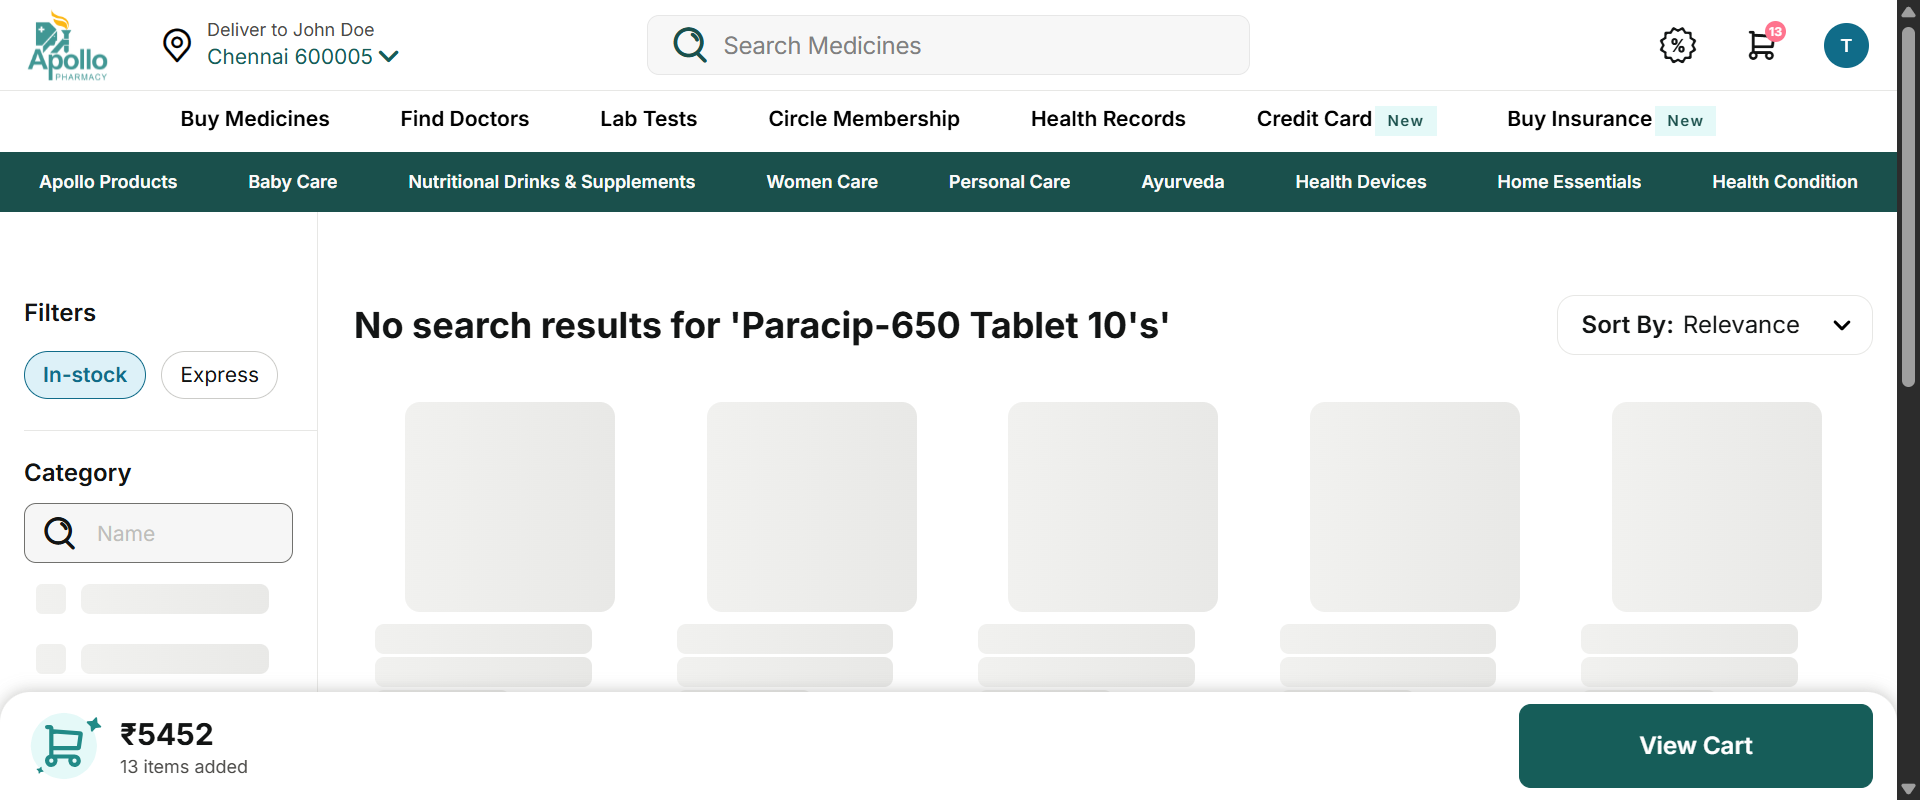 Apollo
PHARMACY
Deliver to John Doe
Chennai 600005
Search Medicines
%
13
T
Buy Medicines
Find Doctors
Lab Tests
Circle Membership
Health Records
Credit Card New
Buy Insurance New
Apollo Products
Baby Care
Nutritional Drinks & Supplements
Women Care
Personal Care
Ayurveda
Health Devices
Home Essentials
Health Condition
Filters
In-stock
Express
Category
Name
No search results for 'Paracip-650 Tablet 10's'
Sort By: Relevance
₹5452
13 items added
View Cart